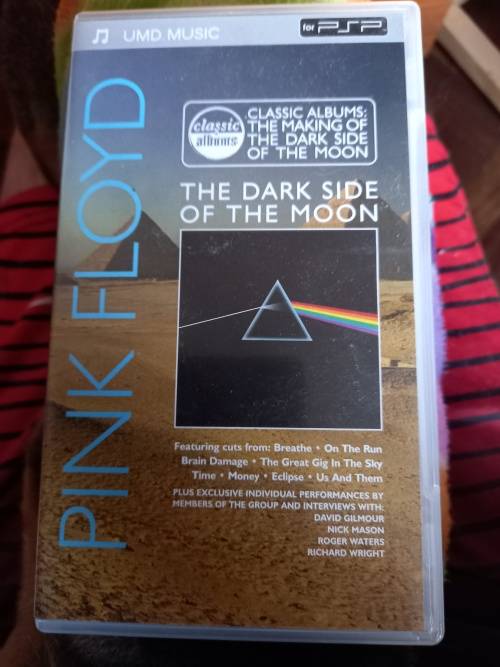 UMD MUSIC
for PSP
PINK FLOYD
classic
albums
CLASSIC ALBUMS:
THE MAKING OF
THE DARK SIDE
OF THE MOON
THE DARK SIDE
OF THE MOON
Featuring cuts from: Breathe • On The Run
Brain Damage • The Great Gig In The Sky
Time • Money • Eclipse • Us And Them
PLUS EXCLUSIVE INDIVIDUAL PERFORMANCES BY
MEMBERS OF THE GROUP AND INTERVIEWS WITH:
DAVID GILMOUR
NICK MASON
ROGER WATERS
RICHARD WRIGHT